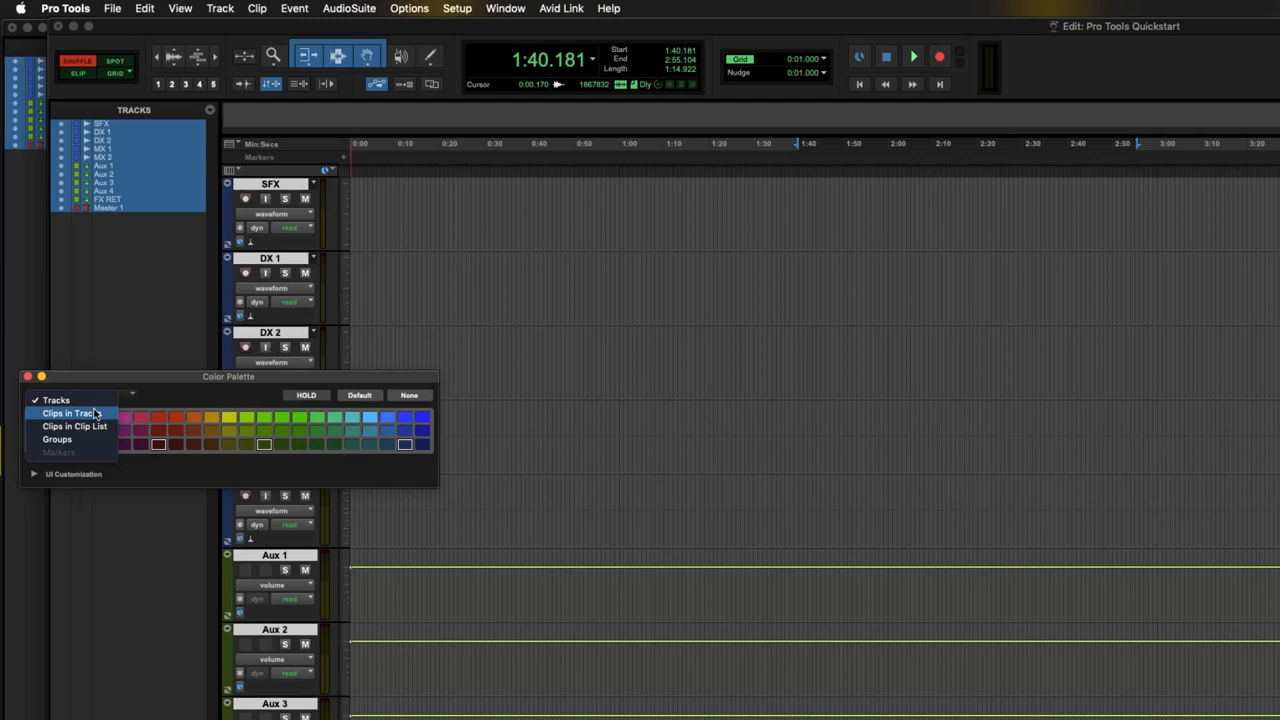 Pro Tools File Edit View Track Clip Event AudioSuite Options Setup Window Avid Link Help
Edit: Pro Tools Quickstart
SHUFFLE SPOT
SLIP GRID
1 2 3 4 5
1:40.181
Start 1:40.181
End 2:55.104
Length 1:14.922
Cursor 0:00.170 1867832 Dly S M
Grid 0:01.000
Nudge 0:01.000
TRACKS
SFX
DX 1
DX 2
MX 1
MX 2
Aux 1
Aux 2
Aux 3
Aux 4
FX RET
Master 1
Min:Secs
0:00 0:10 0:20 0:30 0:40 0:50 1:00 1:10 1:20 1:30 1:40 1:50 2:00 2:10 2:20 2:30 2:40 2:50 3:00 3:10 3:20
Markers
SFX
I S M
waveform
dyn read
DX 1
I S M
waveform
dyn read
DX 2
I S M
waveform
Color Palette
Tracks
Clips in Tracks
Clips in Clip List
Groups
Markers
HOLD Default None
UI Customization
I S M
waveform
dyn read
Aux 1
S M
volume
dyn read
Aux 2
S M
volume
dyn read
Aux 3
S M